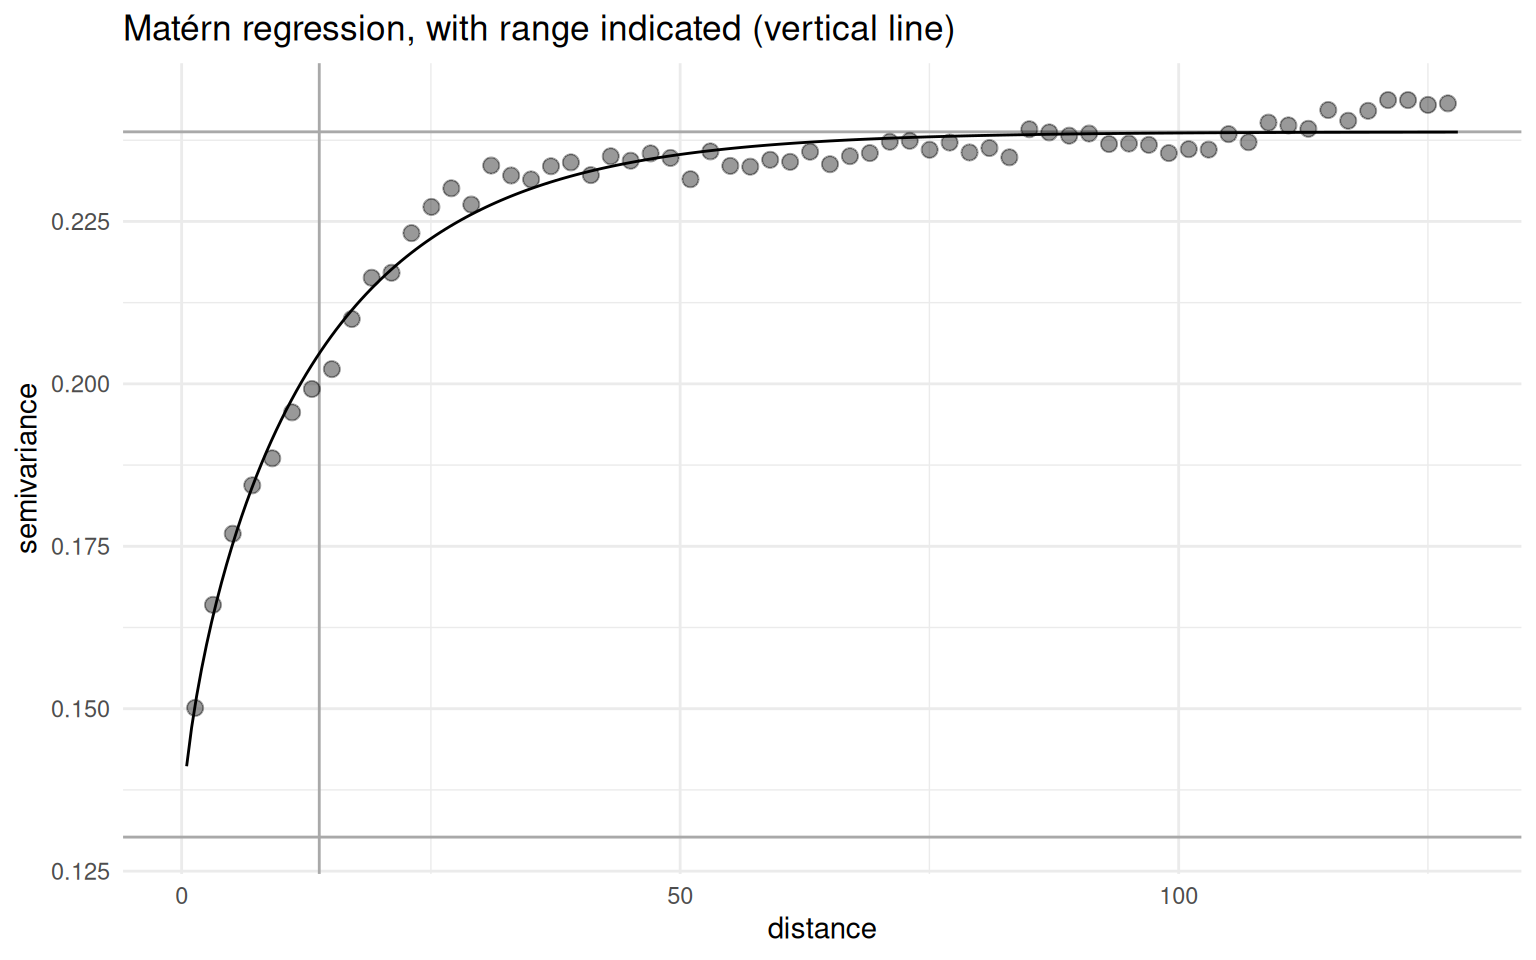 Matérn regression, with range indicated (vertical line)
semivariance
0.225
0.200
0.175
0.150
0.125
0
50
100
distance